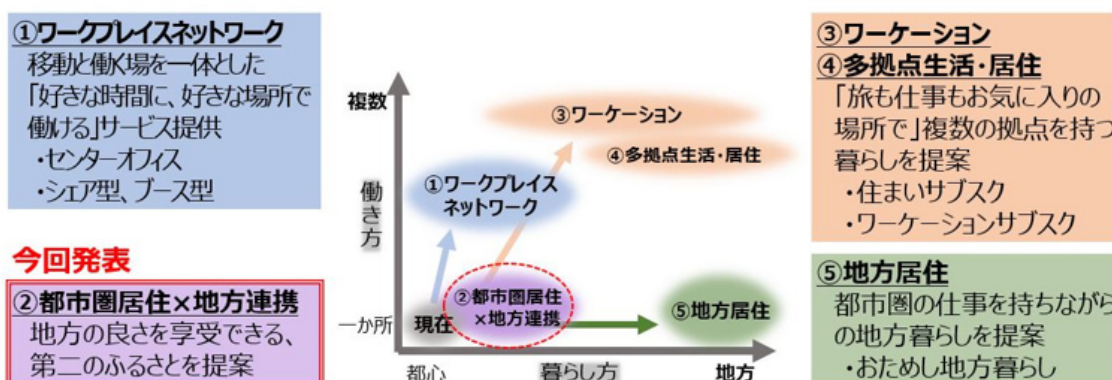 ①ワークプレイスネットワーク
移動と働く場を一体とした
「好きな時間に、好きな場所で
働ける」サービス提供
・センターオフィス
・シェア型、ブース型
今回発表
②都市圏居住×地方連携
地方の良さを享受できる、
第二のふるさとを提案
複数
働き方
一か所
③ワーケーション
④多拠点生活・居住
①ワークプレイス
ネットワーク
現在
②都市圏居住
×地方連携
⑤地方居住
都心
暮らし方
地方
③ワーケーション
④多拠点生活・居住
「旅も仕事もお気に入りの
場所で」複数の拠点を持つ
暮らしを提案
・住まいサブスク
・ワーケーションサブスク
⑤地方居住
都市圏の仕事を持ちながら
の地方暮らしを提案
・おためし地方暮らし